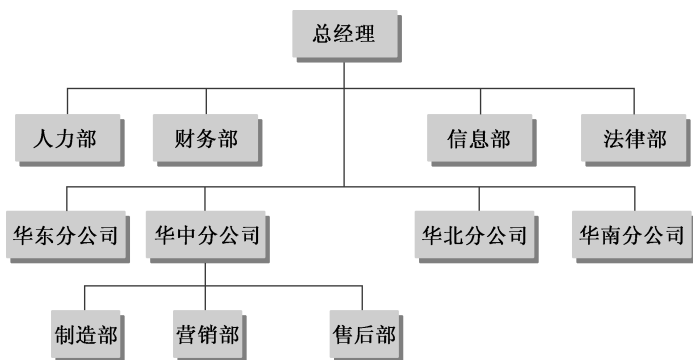 总经理
人力部
财务部
信息部
法律部
华东分公司
华中分公司
华北分公司
华南分公司
制造部
营销部
售后部